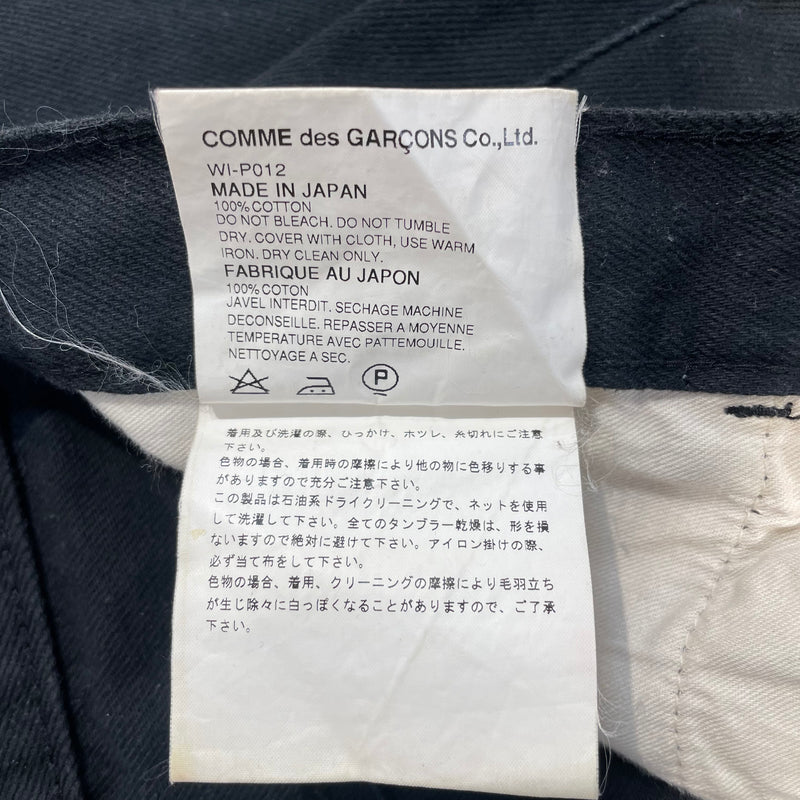 COMME des GARÇONS Co.,Ltd.
WI-P012
MADE IN JAPAN
100% COTTON
DO NOT BLEACH. DO NOT TUMBLE
DRY. COVER WITH CLOTH, USE WARM
IRON. DRY CLEAN ONLY.
FABRIQUE AU JAPON
100% COTON
JAVEL INTERDIT. SECHAGE MACHINE
DECONSEILLE. REPASSER A MOYENNE
TEMPERATURE AVEC PATTEMOUILLE.
NETTOYAGE A SEC.
P
着用及び洗濯の際、ひっかけ、ホツレ、糸切れにご注意
下さい。
色物の場合、着用時の摩擦により他の物に色移りする事
がありますので充分ご注意下さい。
この製品は石油系ドライクリーニングで、ネットを使用
して洗濯して下さい。全てのタンブラー乾燥は、形を損
ないますので絶対に避けて下さい。アイロン掛けの際、
必ず当て布をして下さい。
色物の場合、着用、クリーニングの摩擦により毛羽立ち
が生じ除々に白っぽくなることがありますので、ご了承
下さい。